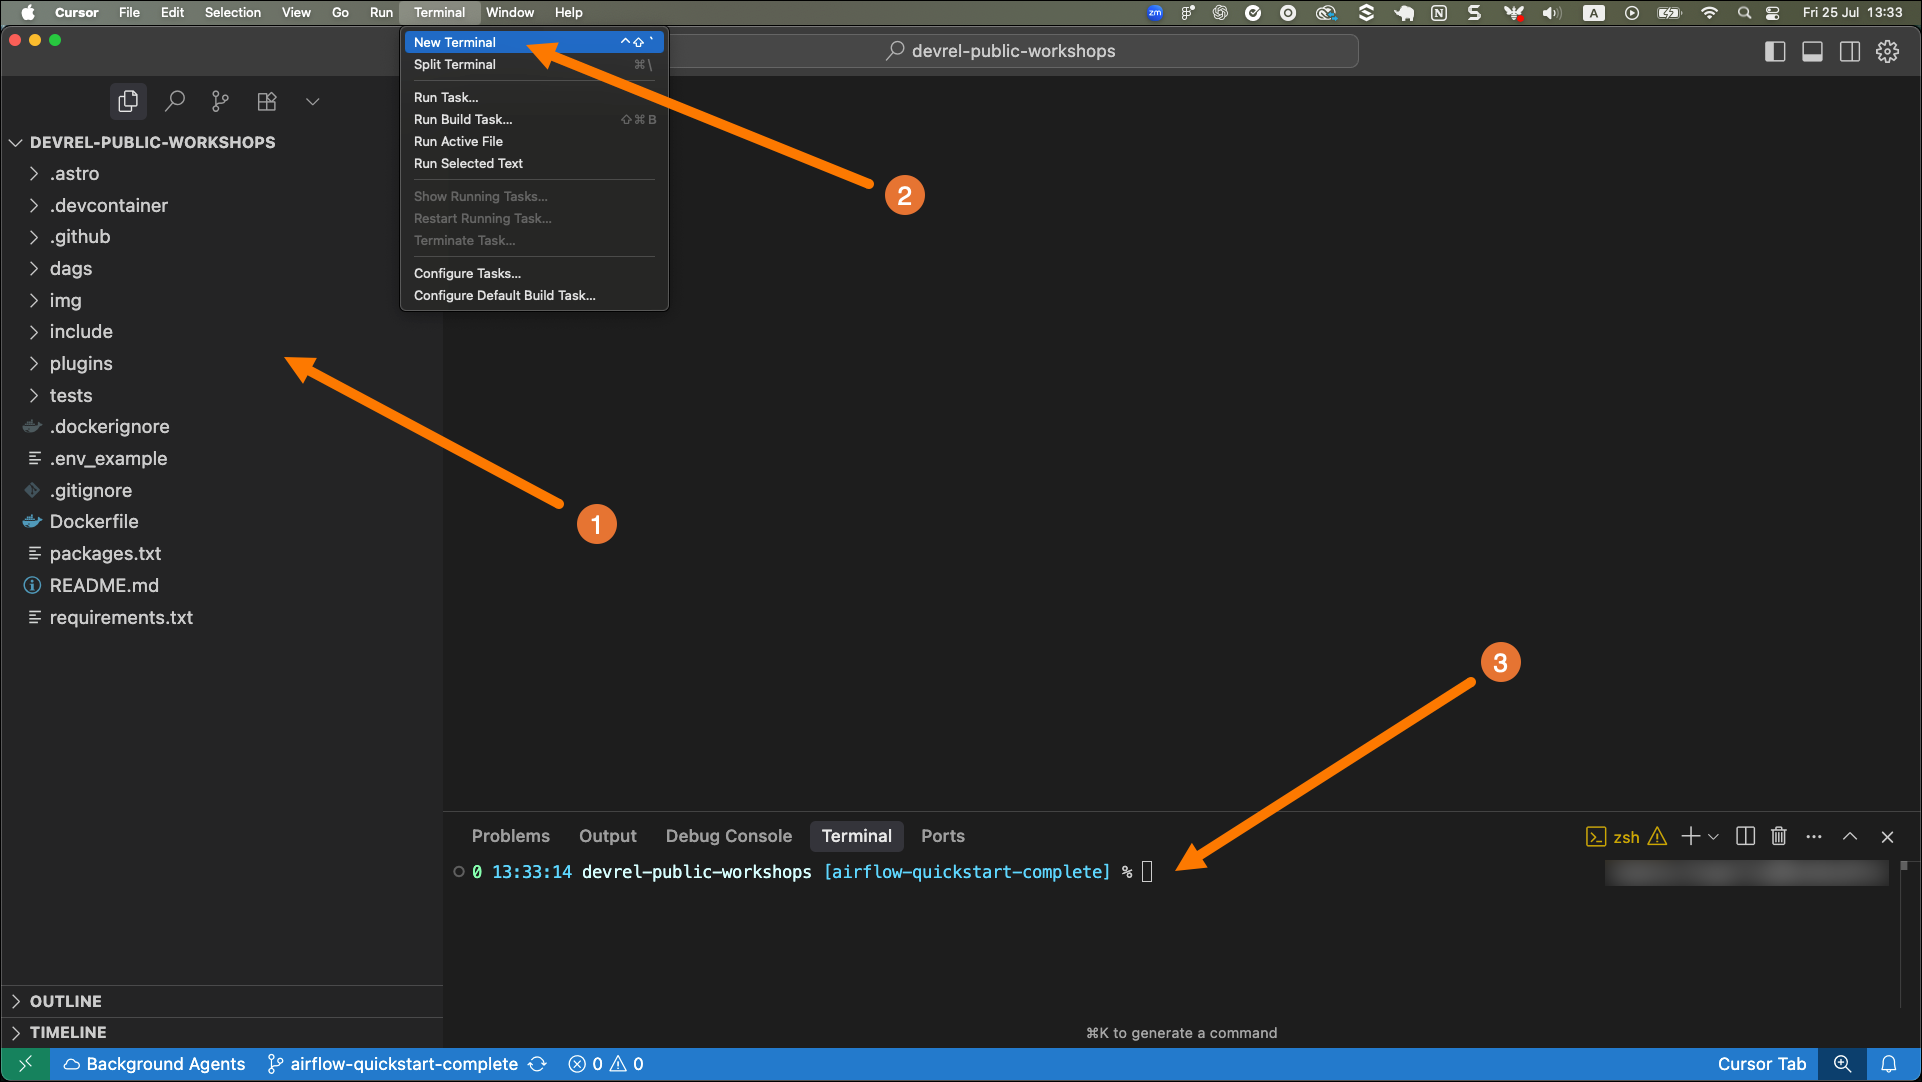 Cursor File Edit Selection View Go Run Terminal Window Help zm N S A Fri 25 Jul 13:33
New Terminal ^⇧`
Split Terminal ⌘\
Run Task...
Run Build Task... ⇧⌘B
Run Active File
Run Selected Text
Show Running Tasks...
Restart Running Task...
Terminate Task...
Configure Tasks...
Configure Default Build Task...
devrel-public-workshops
DEVREL-PUBLIC-WORKSHOPS
.astro
.devcontainer
.github
dags
img
include
plugins
tests
.dockerignore
.env_example
.gitignore
Dockerfile
packages.txt
README.md
requirements.txt
2
1
3
Problems Output Debug Console Terminal Ports zsh
0 13:33:14 devrel-public-workshops [airflow-quickstart-complete] %
⌘K to generate a command
OUTLINE
TIMELINE
Background Agents airflow-quickstart-complete 0 0 Cursor Tab